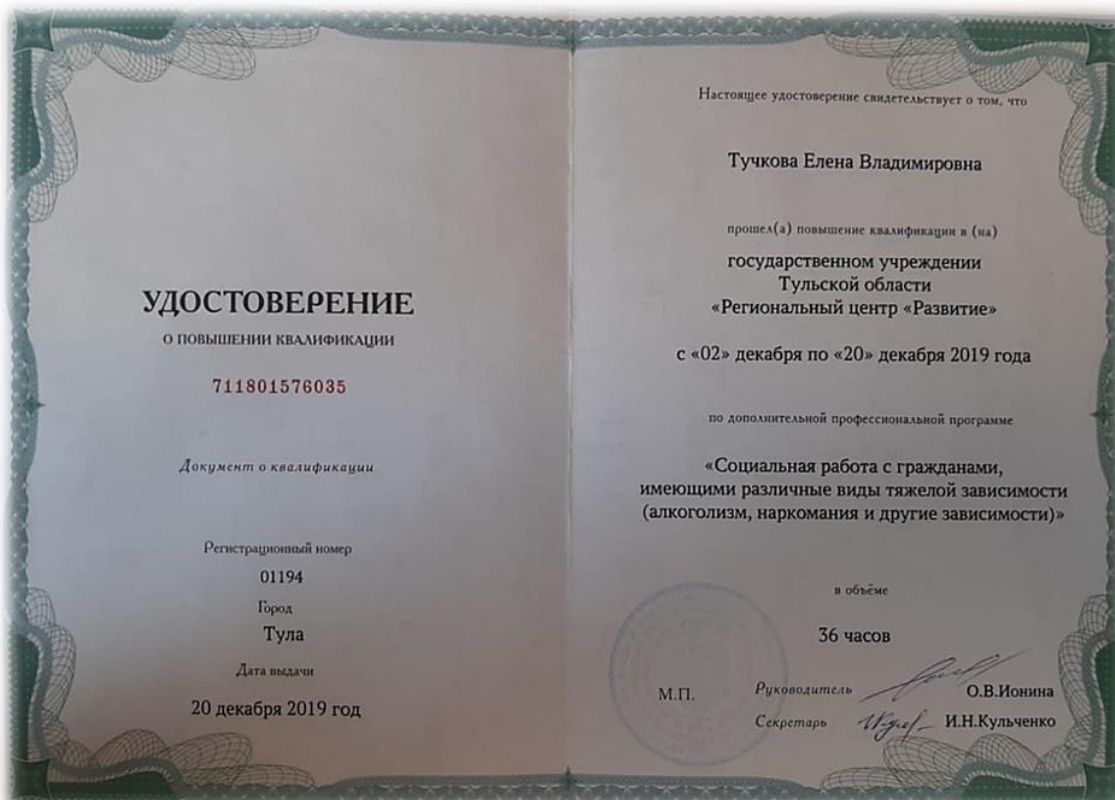 УДОСТОВЕРЕНИЕ
О ПОВЫШЕНИИ КВАЛИФИКАЦИИ
711801576035
Документ о квалификации
Регистрационный номер
01194
Город
Тула
Дата выдачи
20 декабря 2019 год
Настоящее удостоверение свидетельствует о том, что
Тучкова Елена Владимировна
прошел(а) повышение квалификации в (на)
государственном учреждении
Тульской области
«Региональный центр «Развитие»
с «02» декабря по «20» декабря 2019 года
по дополнительной профессиональной программе
«Социальная работа с гражданами,
имеющими различные виды тяжелой зависимости
(алкоголизм, наркомания и другие зависимости)»
в объёме
36 часов
М.П.
Руководитель О.В.Ионина
Секретарь И.Н.Кульченко